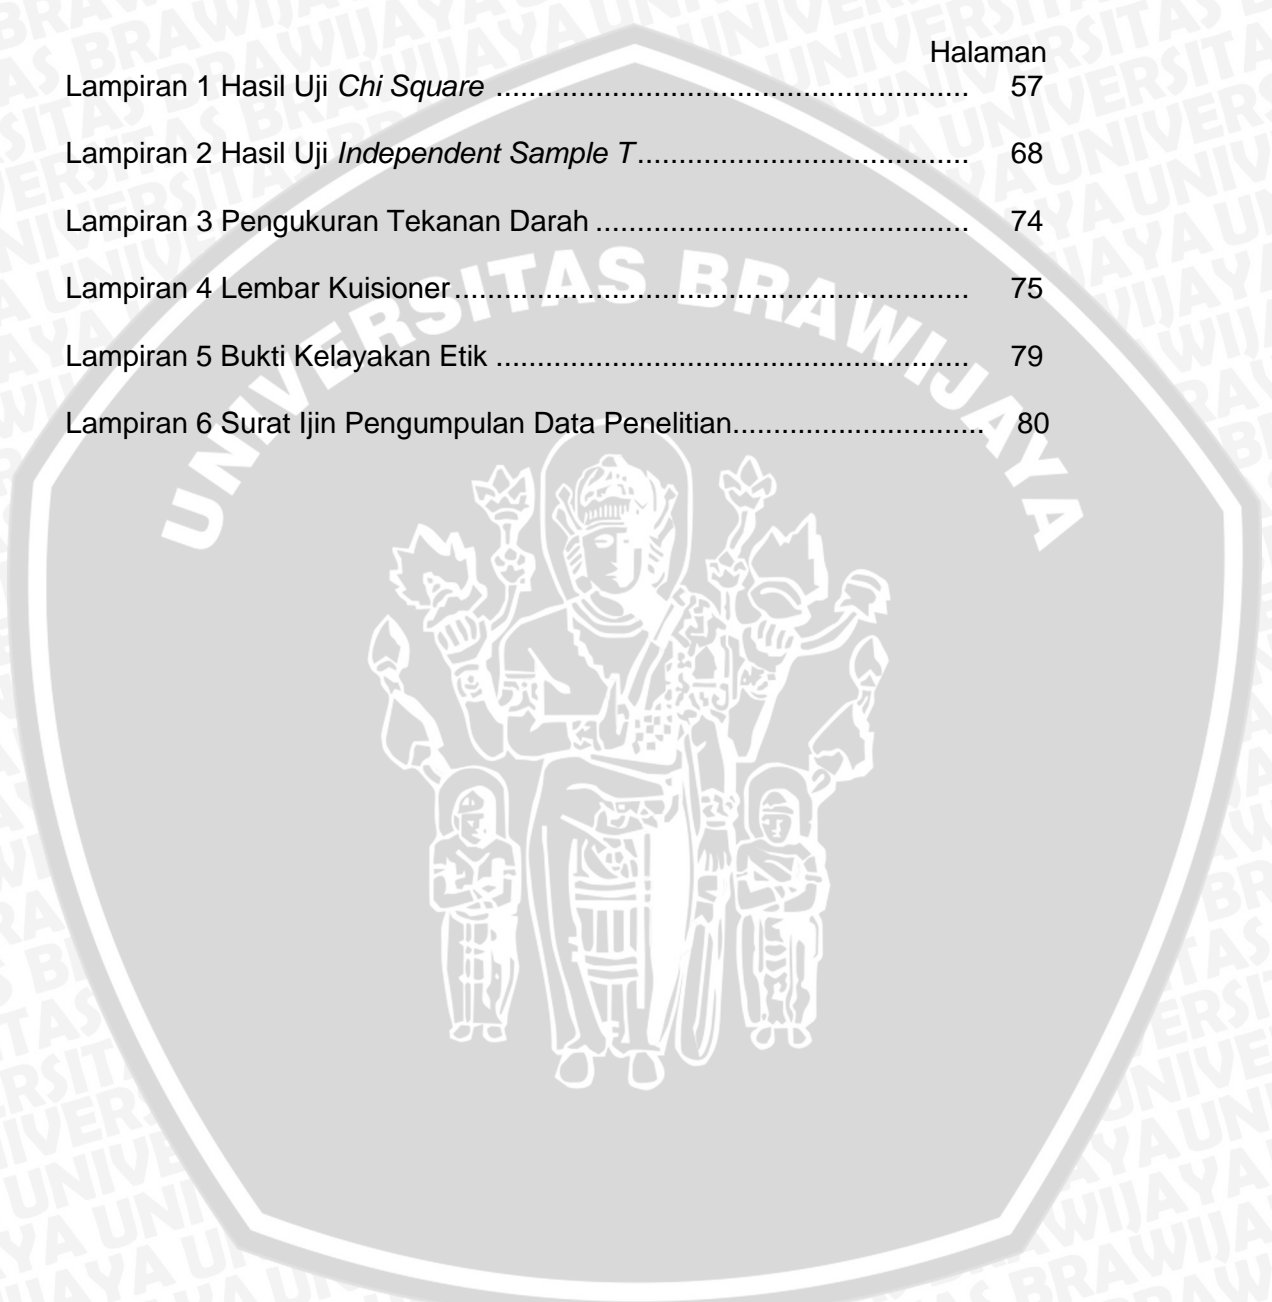 Halaman
Lampiran 1 Hasil Uji Chi Square ........................................................ 57
Lampiran 2 Hasil Uji Independent Sample T........................................ 68
Lampiran 3 Pengukuran Tekanan Darah ............................................. 74
Lampiran 4 Lembar Kuisioner.............................................................. 75
Lampiran 5 Bukti Kelayakan Etik ......................................................... 79
Lampiran 6 Surat Ijin Pengumpulan Data Penelitian............................... 80
UNIVERSITAS BRAWIJAYA